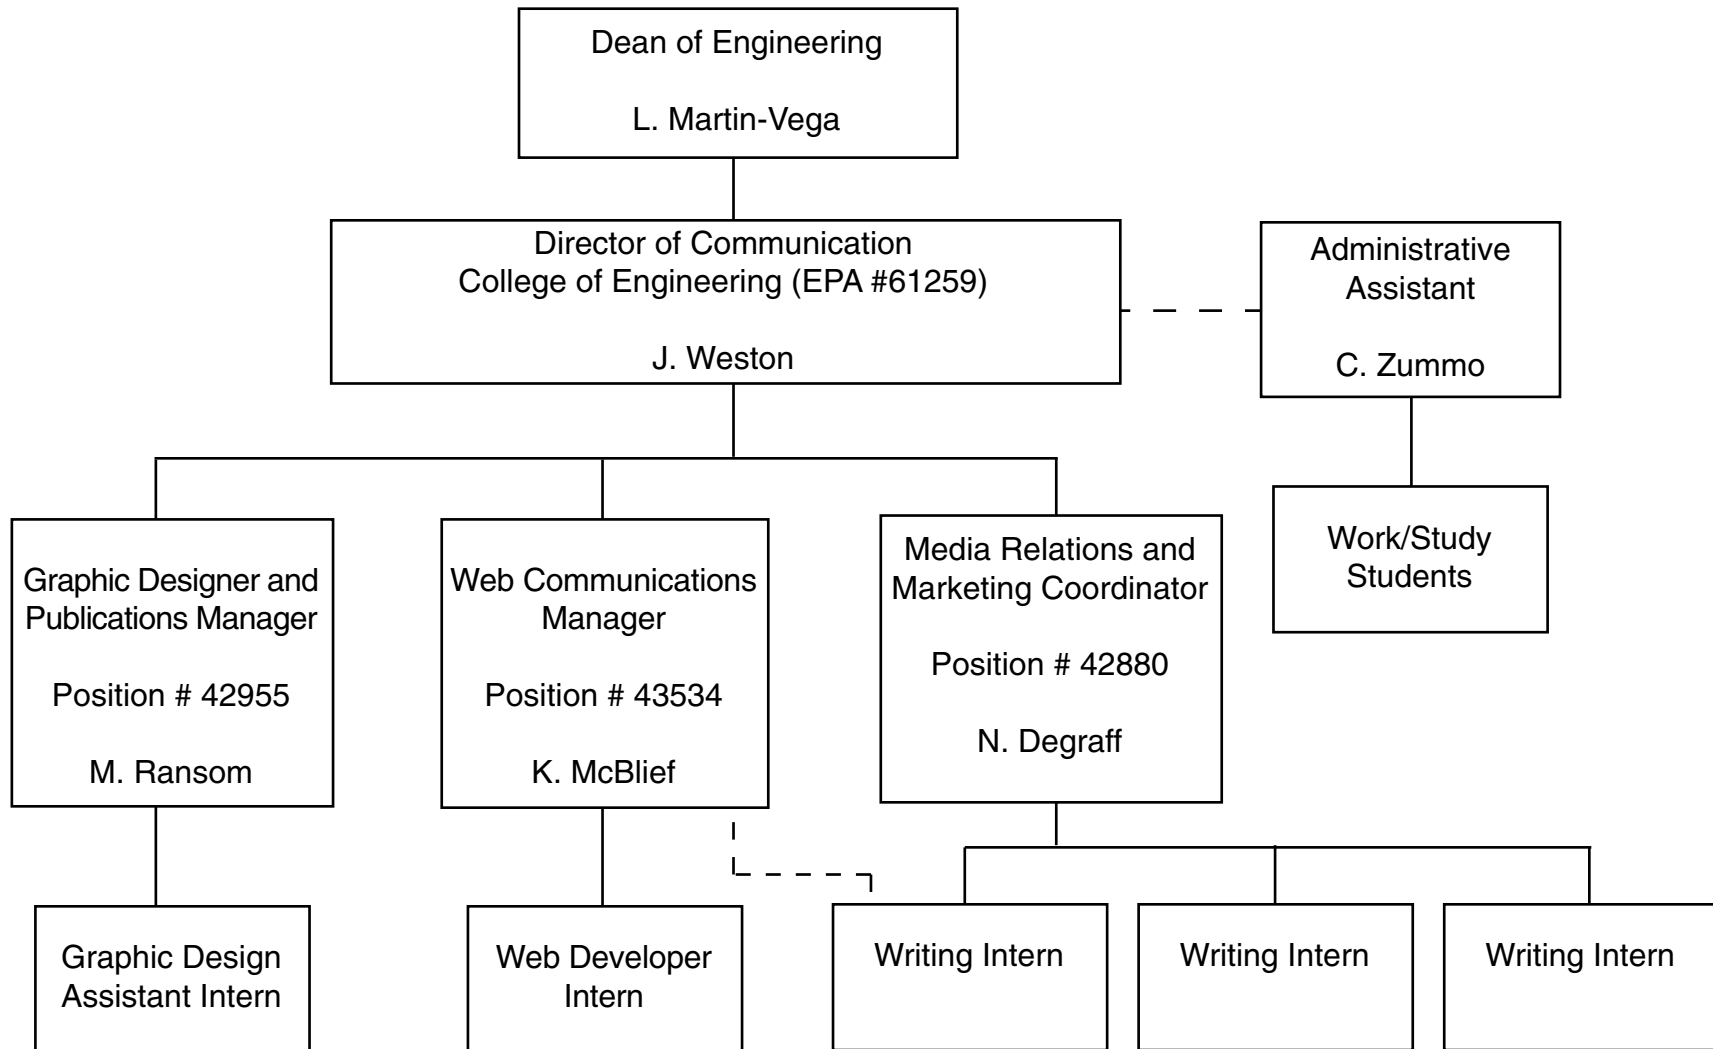 Dean of Engineering
L. Martin-Vega
Director of Communication
College of Engineering (EPA #61259)
J. Weston
Administrative
Assistant
C. Zummo
Graphic Designer and
Publications Manager
Position # 42955
M. Ransom
Web Communications
Manager
Position # 43534
K. McBlief
Media Relations and
Marketing Coordinator
Position # 42880
N. Degraff
Work/Study
Students
Graphic Design
Assistant Intern
Web Developer
Intern
Writing Intern
Writing Intern
Writing Intern